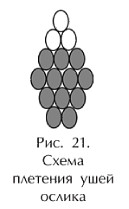 Рис. 21.
Схема
плетения ушей
ослика